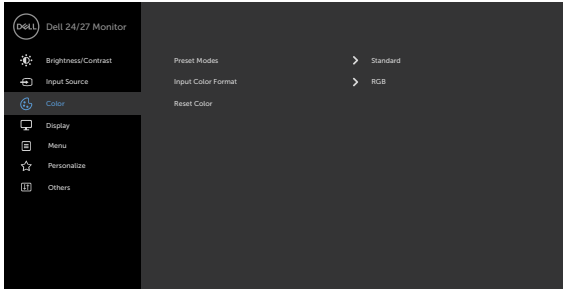 DELL Dell 24/27 Monitor
Brightness/Contrast Preset Modes Standard
Input Source Input Color Format RGB
Color Reset Color
Display
Menu
Personalize
Others